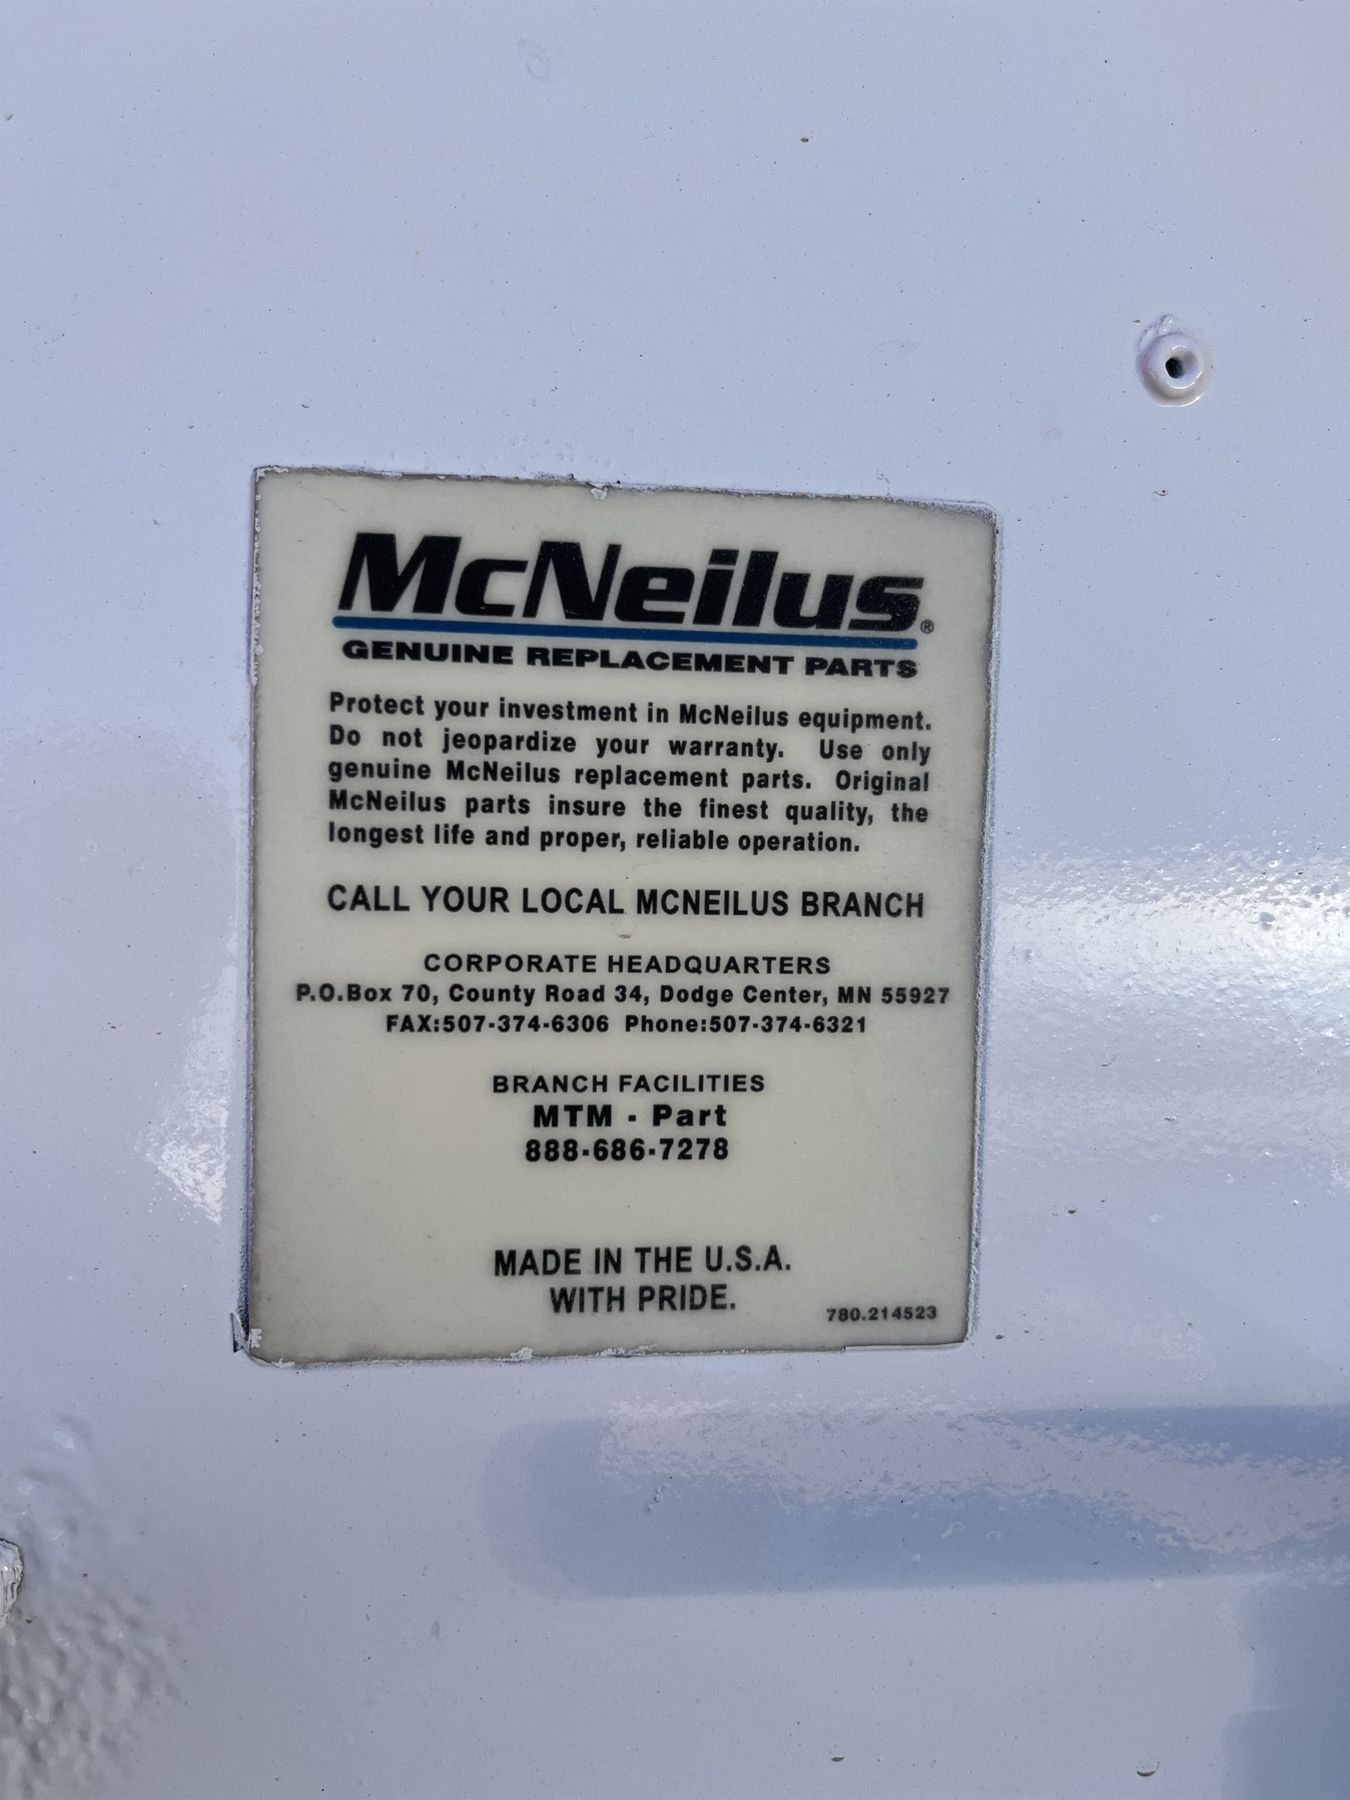 McNeilus®
GENUINE REPLACEMENT PARTS
Protect your investment in McNeilus equipment.
Do not jeopardize your warranty. Use only
genuine McNeilus replacement parts. Original
McNeilus parts insure the finest quality, the
longest life and proper, reliable operation.
CALL YOUR LOCAL MCNEILUS BRANCH
CORPORATE HEADQUARTERS
P.O.Box 70, County Road 34, Dodge Center, MN 55927
FAX:507-374-6306 Phone:507-374-6321
BRANCH FACILITIES
MTM - Part
888-686-7278
MADE IN THE U.S.A.
WITH PRIDE.
780.214523